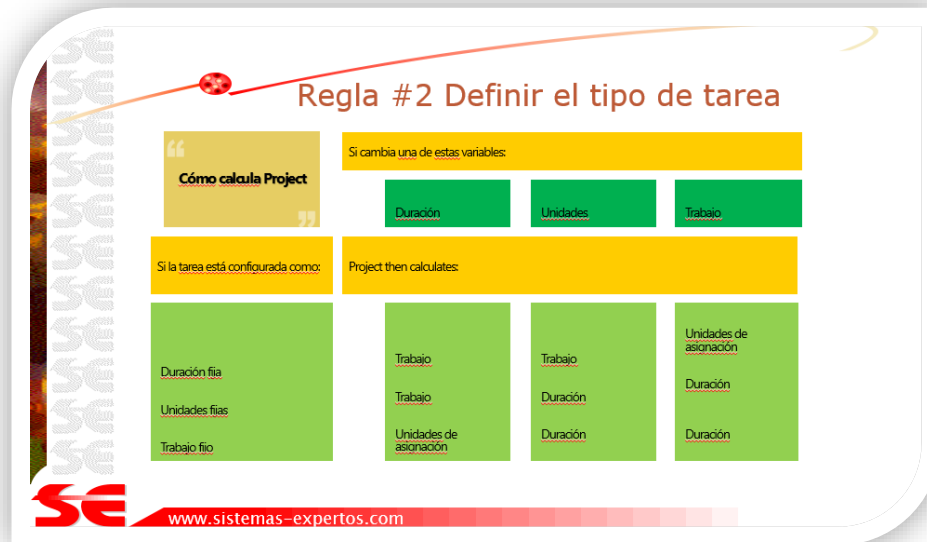 Regla #2 Definir el tipo de tarea
“
Cómo calcula Project
”
Si cambia una de estas variables:
Duración
Unidades
Trabajo
Si la tarea está configurada como:
Project then calculates:
Duración fija
Unidades fijas
Trabajo fijo
Trabajo
Trabajo
Unidades de
asignación
Trabajo
Duración
Duración
Unidades de
asignación
Duración
Duración
SE
www.sistemas-expertos.com